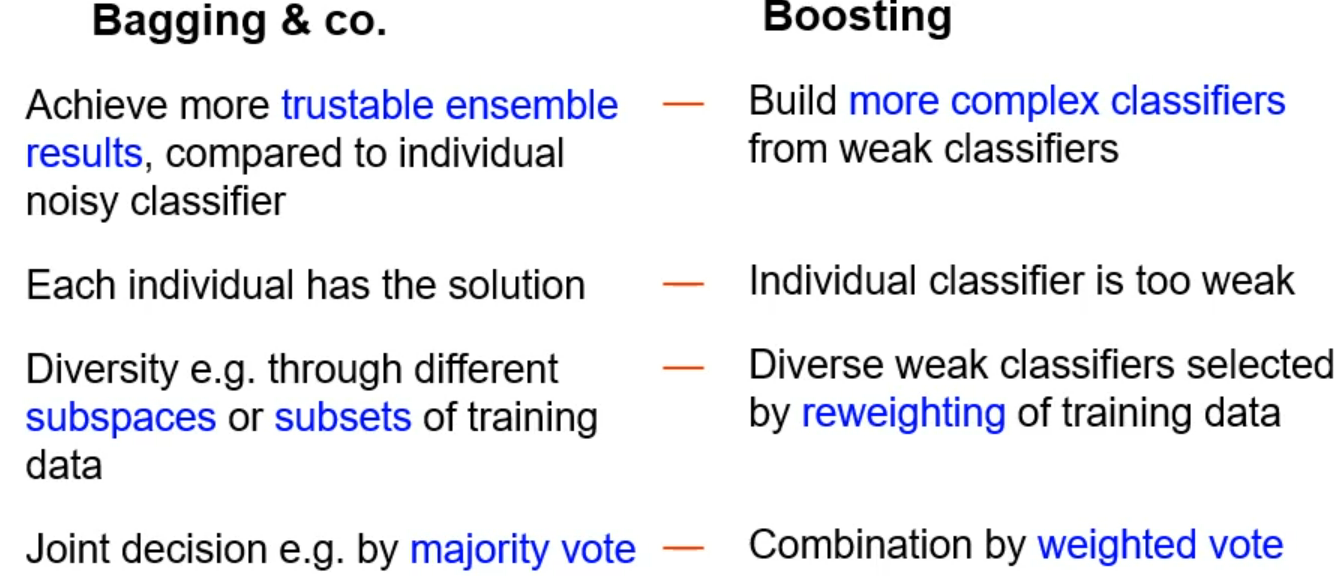 Bagging & co.
Achieve more trustable ensemble
results, compared to individual
noisy classifier
Each individual has the solution
Diversity e.g. through different
subspaces or subsets of training
data
Joint decision e.g. by majority vote
Boosting
— Build more complex classifiers
from weak classifiers
— Individual classifier is too weak
— Diverse weak classifiers selected
by reweighting of training data
— Combination by weighted vote